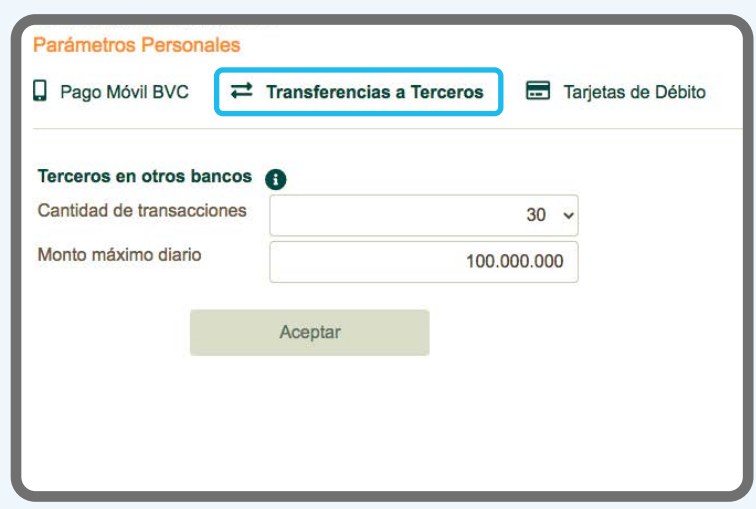 Parámetros Personales
Pago Móvil BVC Transferencias a Terceros Tarjetas de Débito
Terceros en otros bancos
Cantidad de transacciones 30
Monto máximo diario 100.000.000
Aceptar